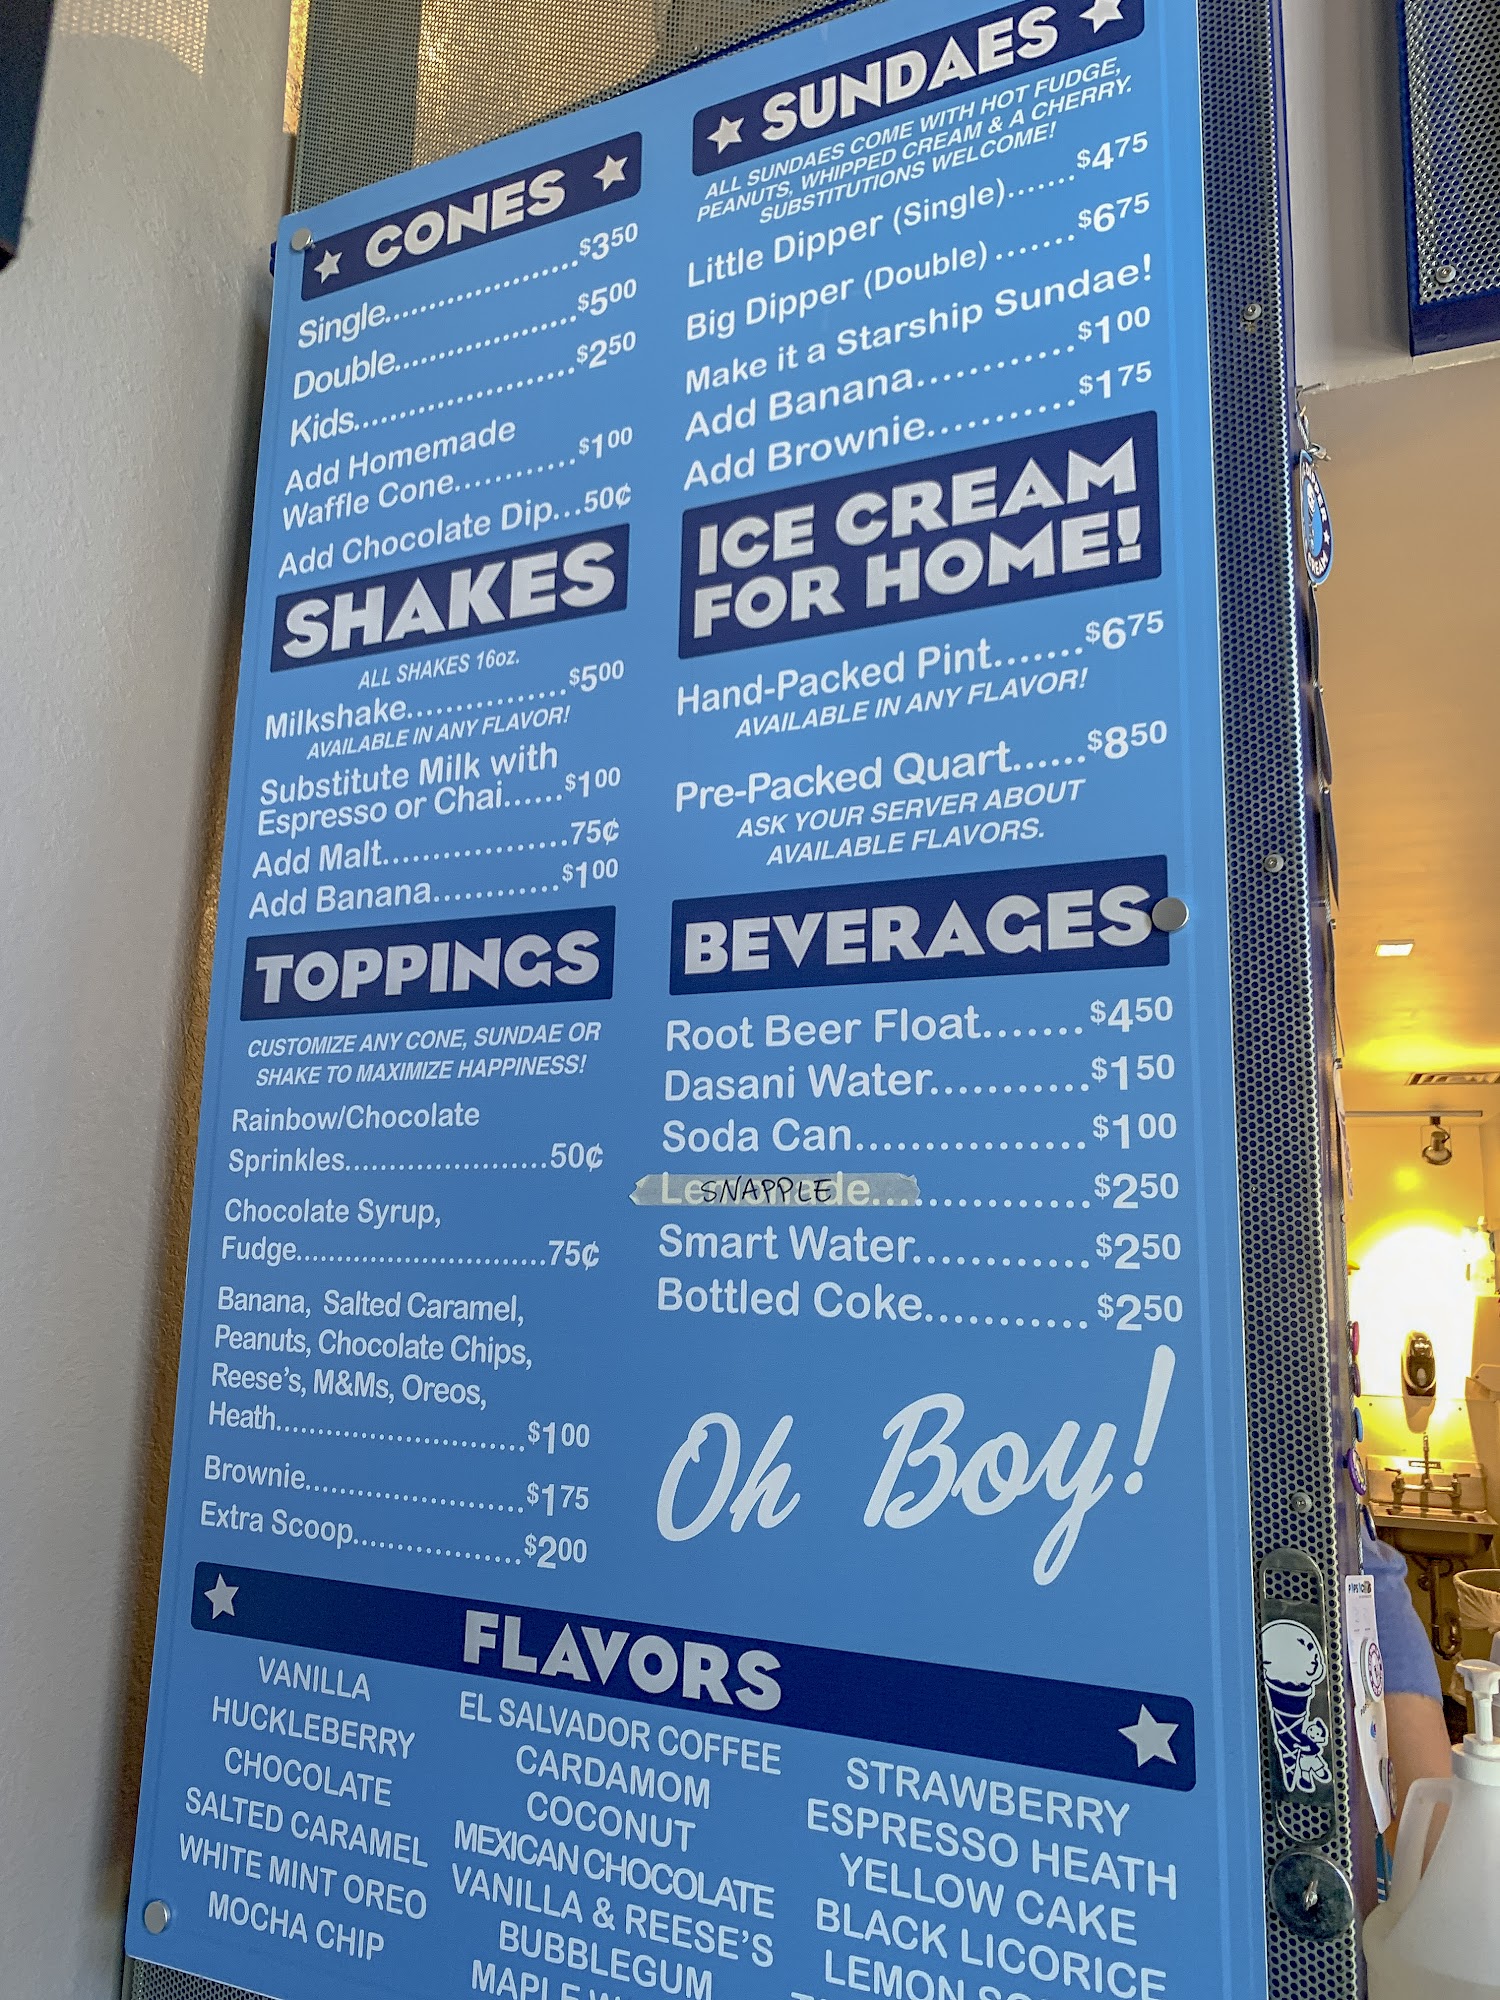 ★ CONES ★
Single....................$3.50
Double....................$5.00
Kids.......................$2.50
Add Homemade
Waffle Cone...........$1.00
Add Chocolate Dip...50¢
SHAKES
ALL SHAKES 16oz.
Milkshake...............$5.00
AVAILABLE IN ANY FLAVOR!
Substitute Milk with
Espresso or Chai......$1.00
Add Malt.................75¢
Add Banana............$1.00
TOPPINGS
CUSTOMIZE ANY CONE, SUNDAE OR
SHAKE TO MAXIMIZE HAPPINESS!
Rainbow/Chocolate
Sprinkles......................50¢
Chocolate Syrup,
Fudge...........................75¢
Banana, Salted Caramel,
Peanuts, Chocolate Chips,
Reese's, M&Ms, Oreos,
Heath...........................$1.00
Brownie........................$1.75
Extra Scoop..................$2.00
★ SUNDAES ★
ALL SUNDAES COME WITH HOT FUDGE,
PEANUTS, WHIPPED CREAM & A CHERRY.
SUBSTITUTIONS WELCOME!
Little Dipper (Single).......$4.75
Big Dipper (Double).......$6.75
Make it a Starship Sundae!
Add Banana............$1.00
Add Brownie...........$1.75
ICE CREAM
FOR HOME!
Hand-Packed Pint.......$6.75
AVAILABLE IN ANY FLAVOR!
Pre-Packed Quart......$8.50
ASK YOUR SERVER ABOUT
AVAILABLE FLAVORS.
BEVERAGES
Root Beer Float.......$4.50
Dasani Water...........$1.50
Soda Can................$1.00
SNAPPLE...............$2.50
Smart Water............$2.50
Bottled Coke...........$2.50
Oh Boy!
★ FLAVORS ★
VANILLA
HUCKLEBERRY
CHOCOLATE
SALTED CARAMEL
WHITE MINT OREO
MOCHA CHIP
EL SALVADOR COFFEE
CARDAMOM
COCONUT
MEXICAN CHOCOLATE
VANILLA & REESE'S
BUBBLEGUM
MAPLE
STRAWBERRY
ESPRESSO HEATH
YELLOW CAKE
BLACK LICORICE
LEMON